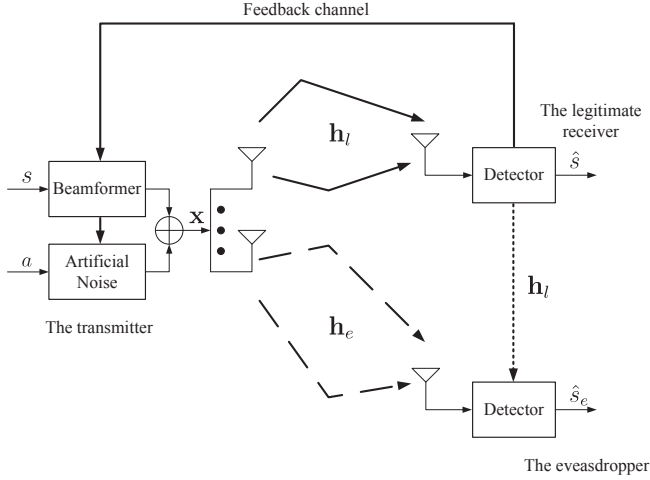 Feedback channel
The legitimate
receiver
h_l
s
Beamformer
Detector
ŝ
x
a
Artificial
Noise
h_l
The transmitter
h_e
Detector
ŝ_e
The eveasdropper